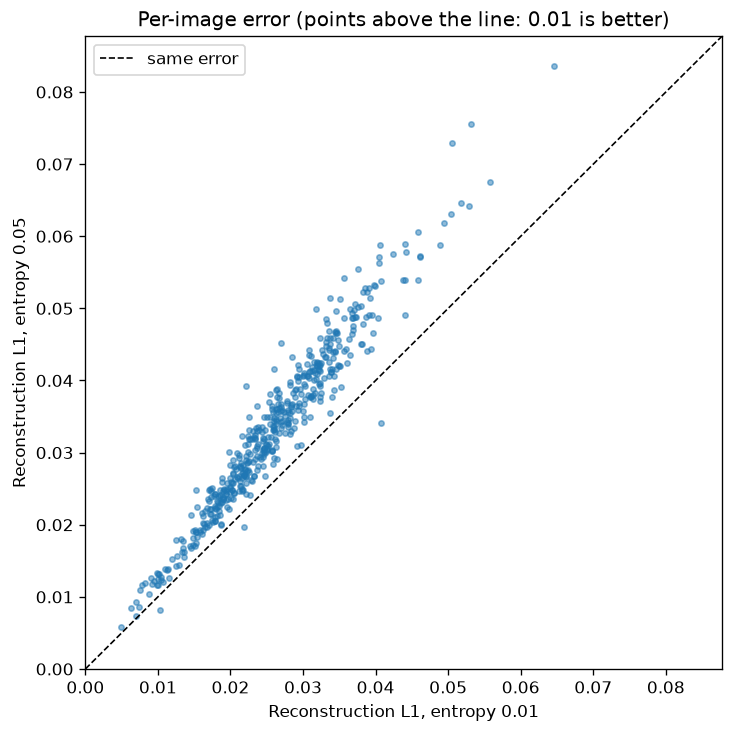 Per-image error (points above the line: 0.01 is better)
same error
0.08
0.07
0.06
0.05
0.04
0.03
0.02
0.01
0.00
Reconstruction L1, entropy 0.05
0.00 0.01 0.02 0.03 0.04 0.05 0.06 0.07 0.08
Reconstruction L1, entropy 0.01